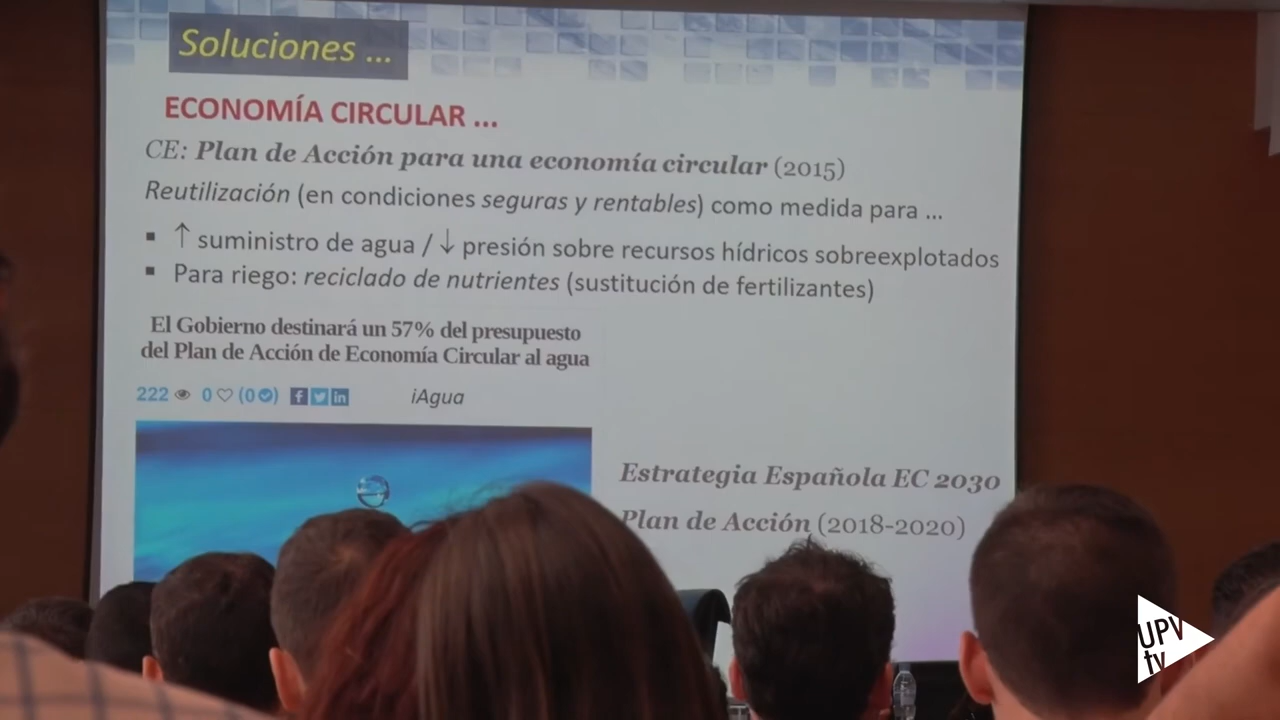 Soluciones ...
ECONOMÍA CIRCULAR ...
CE: Plan de Acción para una economía circular (2015)
Reutilización (en condiciones seguras y rentables) como medida para ...
▪ ↑ suministro de agua / ↓ presión sobre recursos hídricos sobreexplotados
▪ Para riego: reciclado de nutrientes (sustitución de fertilizantes)
El Gobierno destinará un 57% del presupuesto
del Plan de Acción de Economía Circular al agua
222 0 (0 )
iAgua
Estrategia Española EC 2030
Plan de Acción (2018-2020)
UPV
tv